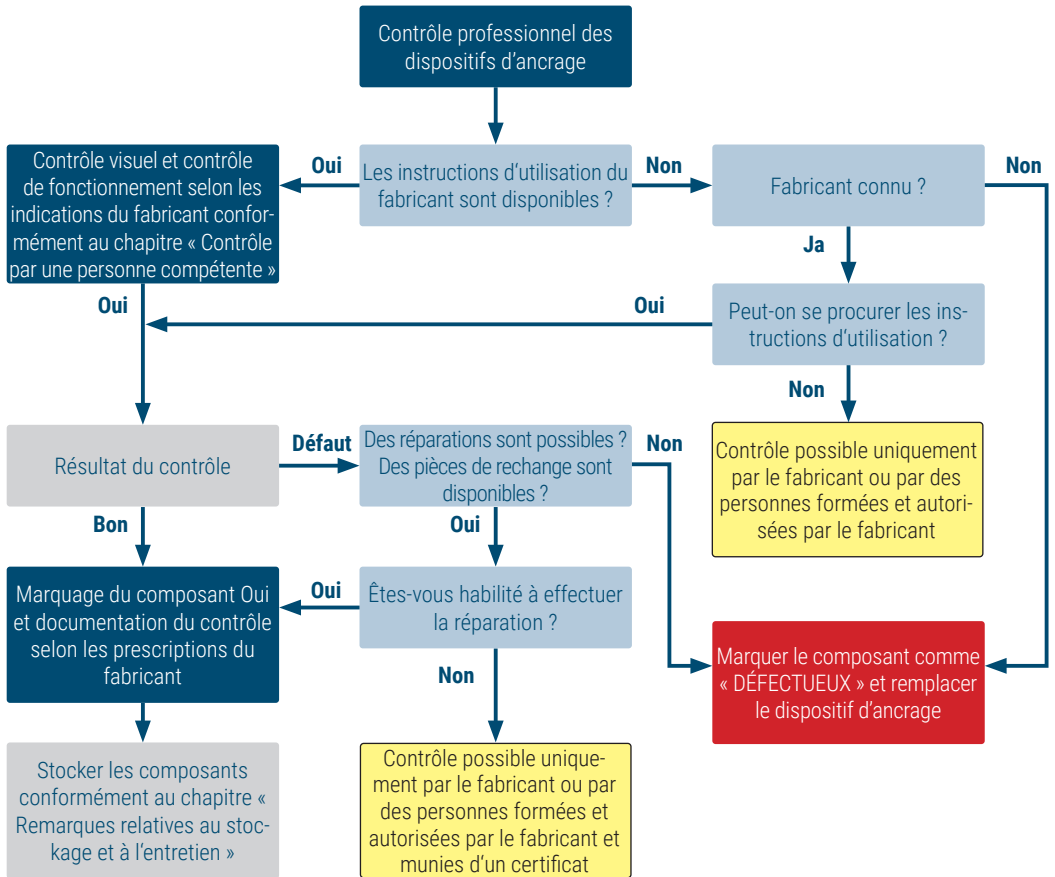 Contrôle professionnel des
dispositifs d'ancrage
Oui
Les instructions d'utilisation du
fabricant sont disponibles ?
Non
Fabricant connu ?
Non
Contrôle visuel et contrôle
de fonctionnement selon les
indications du fabricant confor-
mément au chapitre « Contrôle
par une personne compétente »
Ja
Oui
Oui
Peut-on se procurer les ins-
tructions d'utilisation ?
Non
Résultat du contrôle
Défaut
Des réparations sont possibles ?
Des pièces de rechange sont
disponibles ?
Non
Contrôle possible uniquement
par le fabricant ou par des
personnes formées et autori-
sées par le fabricant
Bon
Oui
Marquage du composant Oui
et documentation du contrôle
selon les prescriptions du
fabricant
Oui
Êtes-vous habilité à effectuer
la réparation ?
Non
Marquer le composant comme
« DÉFECTUEUX » et remplacer
le dispositif d'ancrage
Stocker les composants
conformément au chapitre «
Remarques relatives au stoc-
kage et à l'entretien »
Contrôle possible unique-
ment par le fabricant ou par
des personnes formées et
autorisées par le fabricant et
munies d'un certificat